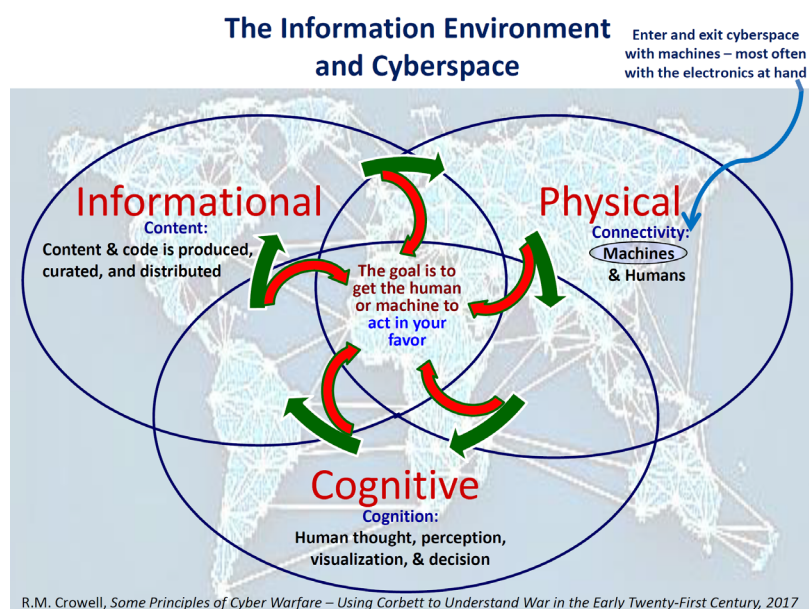 The Information Environment
and Cyberspace
Enter and exit cyberspace
with machines – most often
with the electronics at hand
Informational
Content:
Content & code is produced,
curated, and distributed
Physical
Connectivity:
Machines
& Humans
The goal is to
get the human
or machine to
act in your
favor
Cognitive
Cognition:
Human thought, perception,
visualization, & decision
R.M. Crowell, Some Principles of Cyber Warfare – Using Corbett to Understand War in the Early Twenty-First Century, 2017